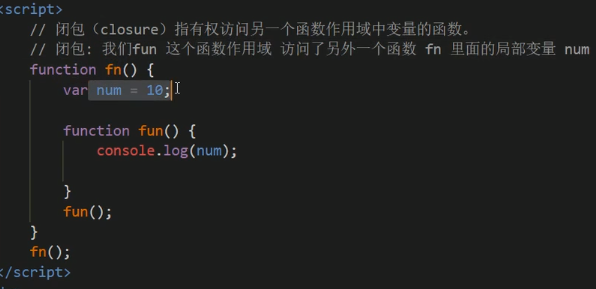 <script>
// 闭包（closure）指有权访问另一个函数作用域中变量的函数。
// 闭包: 我们fun 这个函数作用域 访问了另外一个函数 fn 里面的局部变量 num
function fn() {
var num = 10;
function fun() {
console.log(num);
}
fun();
}
fn();
</script>